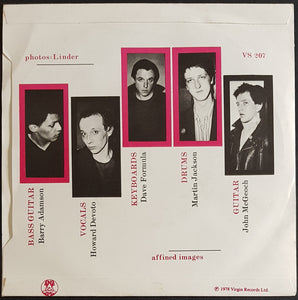 photos:Linder
VS 207
BASS GUITAR
Barry Adamson
VOCALS
Howard Devoto
KEYBOARDS
Dave Formula
DRUMS
Martin Jackson
GUITAR
John McGeoch
affined images
℗ 1978 Virgin Records Ltd.